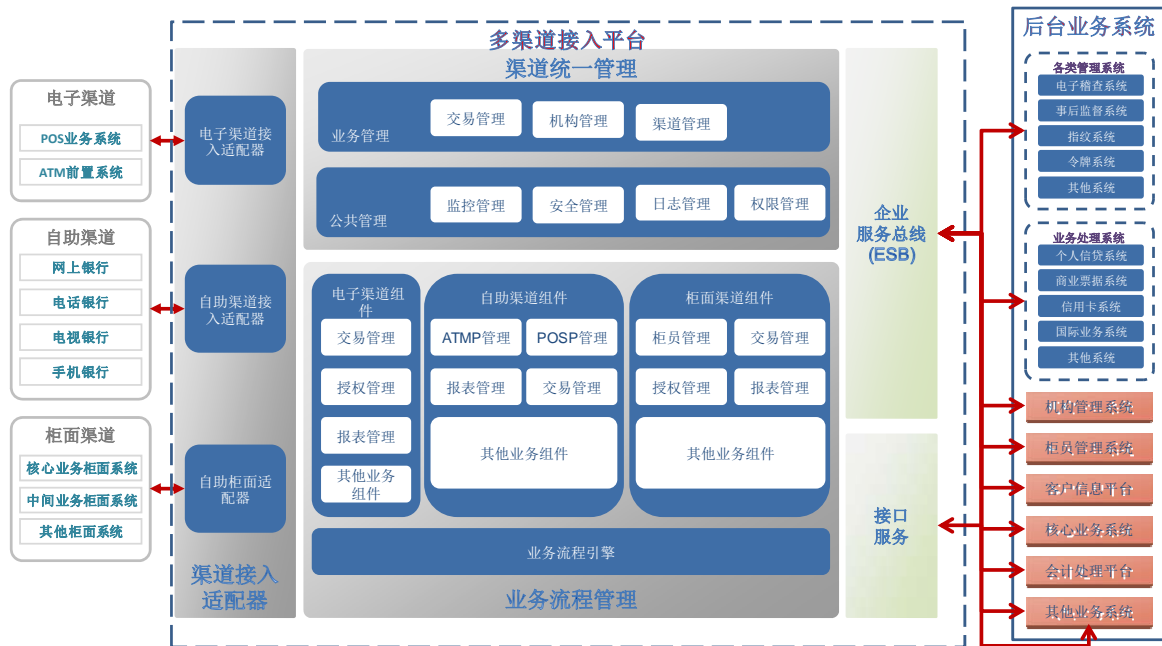 多渠道接入平台
后台业务系统
电子渠道
POS业务系统
ATM前置系统
自助渠道
网上银行
电话银行
电视银行
手机银行
柜面渠道
核心业务柜面系统
中间业务柜面系统
其他柜面系统
电子渠道接
入适配器
自助渠道接
入适配器
自助柜面适
配器
渠道接入
适配器
渠道统一管理
业务管理
交易管理
机构管理
渠道管理
公共管理
监控管理
安全管理
日志管理
权限管理
电子渠道组
件
交易管理
授权管理
报表管理
其他业务
组件
自助渠道组件
ATMP管理
POSP管理
报表管理
交易管理
其他业务组件
柜面渠道组件
柜员管理
交易管理
授权管理
报表管理
其他业务组件
业务流程引擎
业务流程管理
企业
服务总线
(ESB)
接口
服务
各类管理系统
电子稽查系统
事后监督系统
指纹系统
令牌系统
其他系统
业务处理系统
个人信贷系统
商业票据系统
信用卡系统
国际业务系统
其他系统
机构管理系统
柜员管理系统
客户信息平台
核心业务系统
会计处理平台
其他业务系统